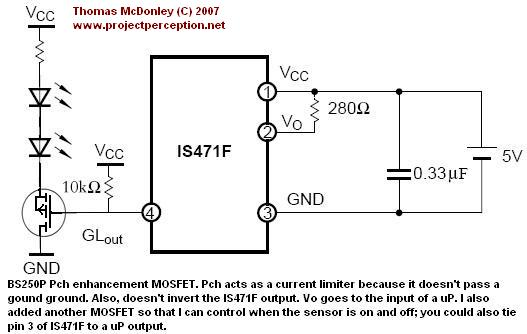 Thomas McDonley (C) 2007
www.projectperception.net
VCC
VCC
1
280Ω
VO
2
IS471F
5V
VCC
0.33 µF
10kΩ
GND
4
3
GLout
GND
BS250P Pch enhancement MOSFET. Pch acts as a current limiter because it doesn't pass a
gound ground. Also, doesn't invert the IS471F output. Vo goes to the input of a uP. I also
added another MOSFET so that I can control when the sensor is on and off; you could also tie
pin 3 of IS471F to a uP output.